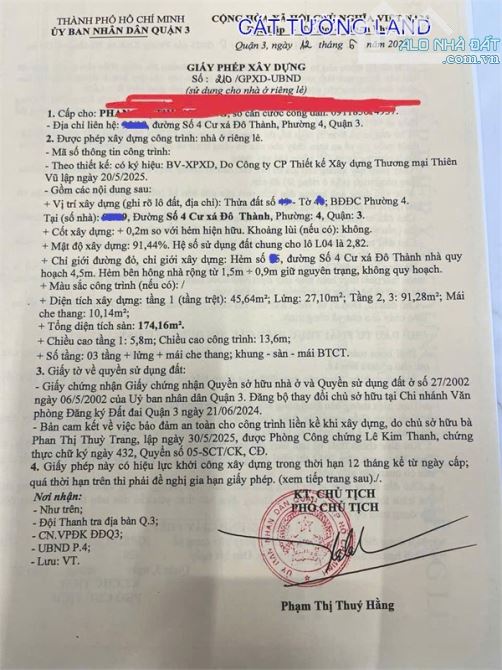 THÀNH PHỐ HỒ CHÍ MINH
ỦY BAN NHÂN DÂN QUẬN 3
CỘNG HÒA XÃ HỘI CHỦ NGHĨA VIỆT NAM
CAT TUONG LAND
ALO NHÀ ĐẤT
.com.vn
Quận 3, ngày 12 tháng 6 năm 2025
GIẤY PHÉP XÂY DỰNG
Số: 210/GPXD-UBND
(sử dụng cho nhà ở riêng lẻ)
1. Cấp cho: số căn cước công dân:
- Địa chỉ liên hệ: đường Số 4 Cư xá Đô Thành, Phường 4, Quận 3.
2. Được phép xây dựng công trình: nhà ở riêng lẻ.
- Mã số thông tin công trình:
- Theo thiết kế: có ký hiệu: BV-XPXD, Do Công ty CP Thiết kế Xây dựng Thương mại Thiên
Vũ lập ngày 20/5/2025.
- Gồm các nội dung sau:
+ Vị trí xây dựng (ghi rõ lô đất, địa chỉ): Thửa đất số - Tờ BĐĐC Phường 4.
Tại (số nhà): Đường Số 4 Cư xá Đô Thành, Phường: 4, Quận: 3.
+ Cốt xây dựng: + 0,2m so với hẻm hiện hữu. Khoảng lùi (nếu có): không.
+ Mật độ xây dựng: 91,44%. Hệ số sử dụng đất chung cho lô L04 là 2,82.
+ Chỉ giới đường đỏ, chỉ giới xây dựng: Hẻm số đường Số 4 Cư xá Đô Thành nhà quy
hoạch 4,5m. Hẻm bên hông nhà rộng từ 1,5m ÷ 0,9m giữ nguyên trạng, không quy hoạch.
+ Màu sắc công trình (nếu có): /
+ Diện tích xây dựng: tầng 1 (tầng trệt): 45,64m²; Lửng: 27,10m²; Tầng 2, 3: 91,28m²; Mái
che thang: 10,14m²;
+ Tổng diện tích sàn: 174,16m².
+ Chiều cao tầng 1: 5,8m; Chiều cao công trình: 13,6m;
+ Số tầng: 03 tầng + lửng + mái che thang; khung - sàn - mái BTCT.
3. Giấy tờ về quyền sử dụng đất:
- Giấy chứng nhận Giấy chứng nhận Quyền sở hữu nhà ở và Quyền sử dụng đất ở số 27/2002
ngày 06/5/2002 của Uỷ ban nhân dân Quận 3. Đăng bộ thay đổi chủ sở hữu tại Chi nhánh Văn
phòng Đăng ký Đất đai Quận 3 ngày 21/06/2024.
- Bản cam kết về việc bảo đảm an toàn cho công trình liền kề khi xây dựng, do chủ sở hữu bà
Phan Thị Thuỳ Trang, lập ngày 30/5/2025, được Phòng Công chứng Lê Kim Thanh, chứng
thực chữ ký ngày 432, Quyển số 05-SCT/CK, CĐ.
4. Giấy phép này có hiệu lực khởi công xây dựng trong thời hạn 12 tháng kể từ ngày cấp;
quá thời hạn trên thì phải đề nghị gia hạn giấy phép. (xem tiếp trang sau)./.
Nơi nhận:
- Như trên;
- Đội Thanh tra địa bàn Q.3;
- CN.VPĐK ĐĐQ3;
- UBND P.4;
- Lưu: VT.
KT. CHỦ TỊCH
PHÓ CHỦ TỊCH
Phạm Thị Thuý Hằng